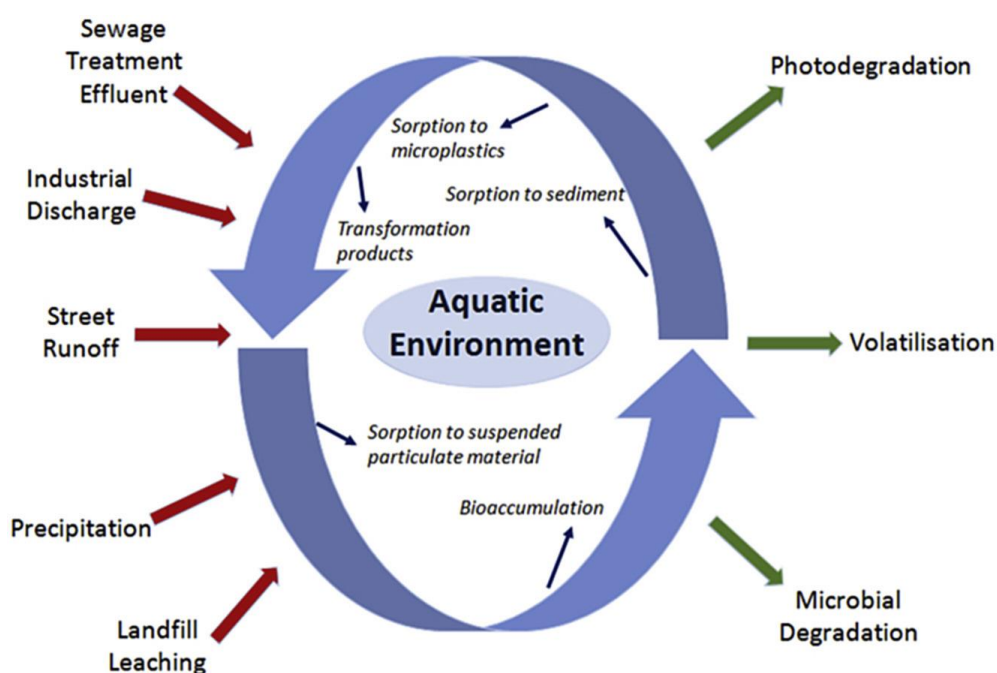 Sewage
Treatment
Effluent
Industrial
Discharge
Street
Runoff
Precipitation
Landfill
Leaching
Sorption to
microplastics
Sorption to sediment
Transformation
products
Aquatic
Environment
Sorption to suspended
particulate material
Bioaccumulation
Photodegradation
Volatilisation
Microbial
Degradation